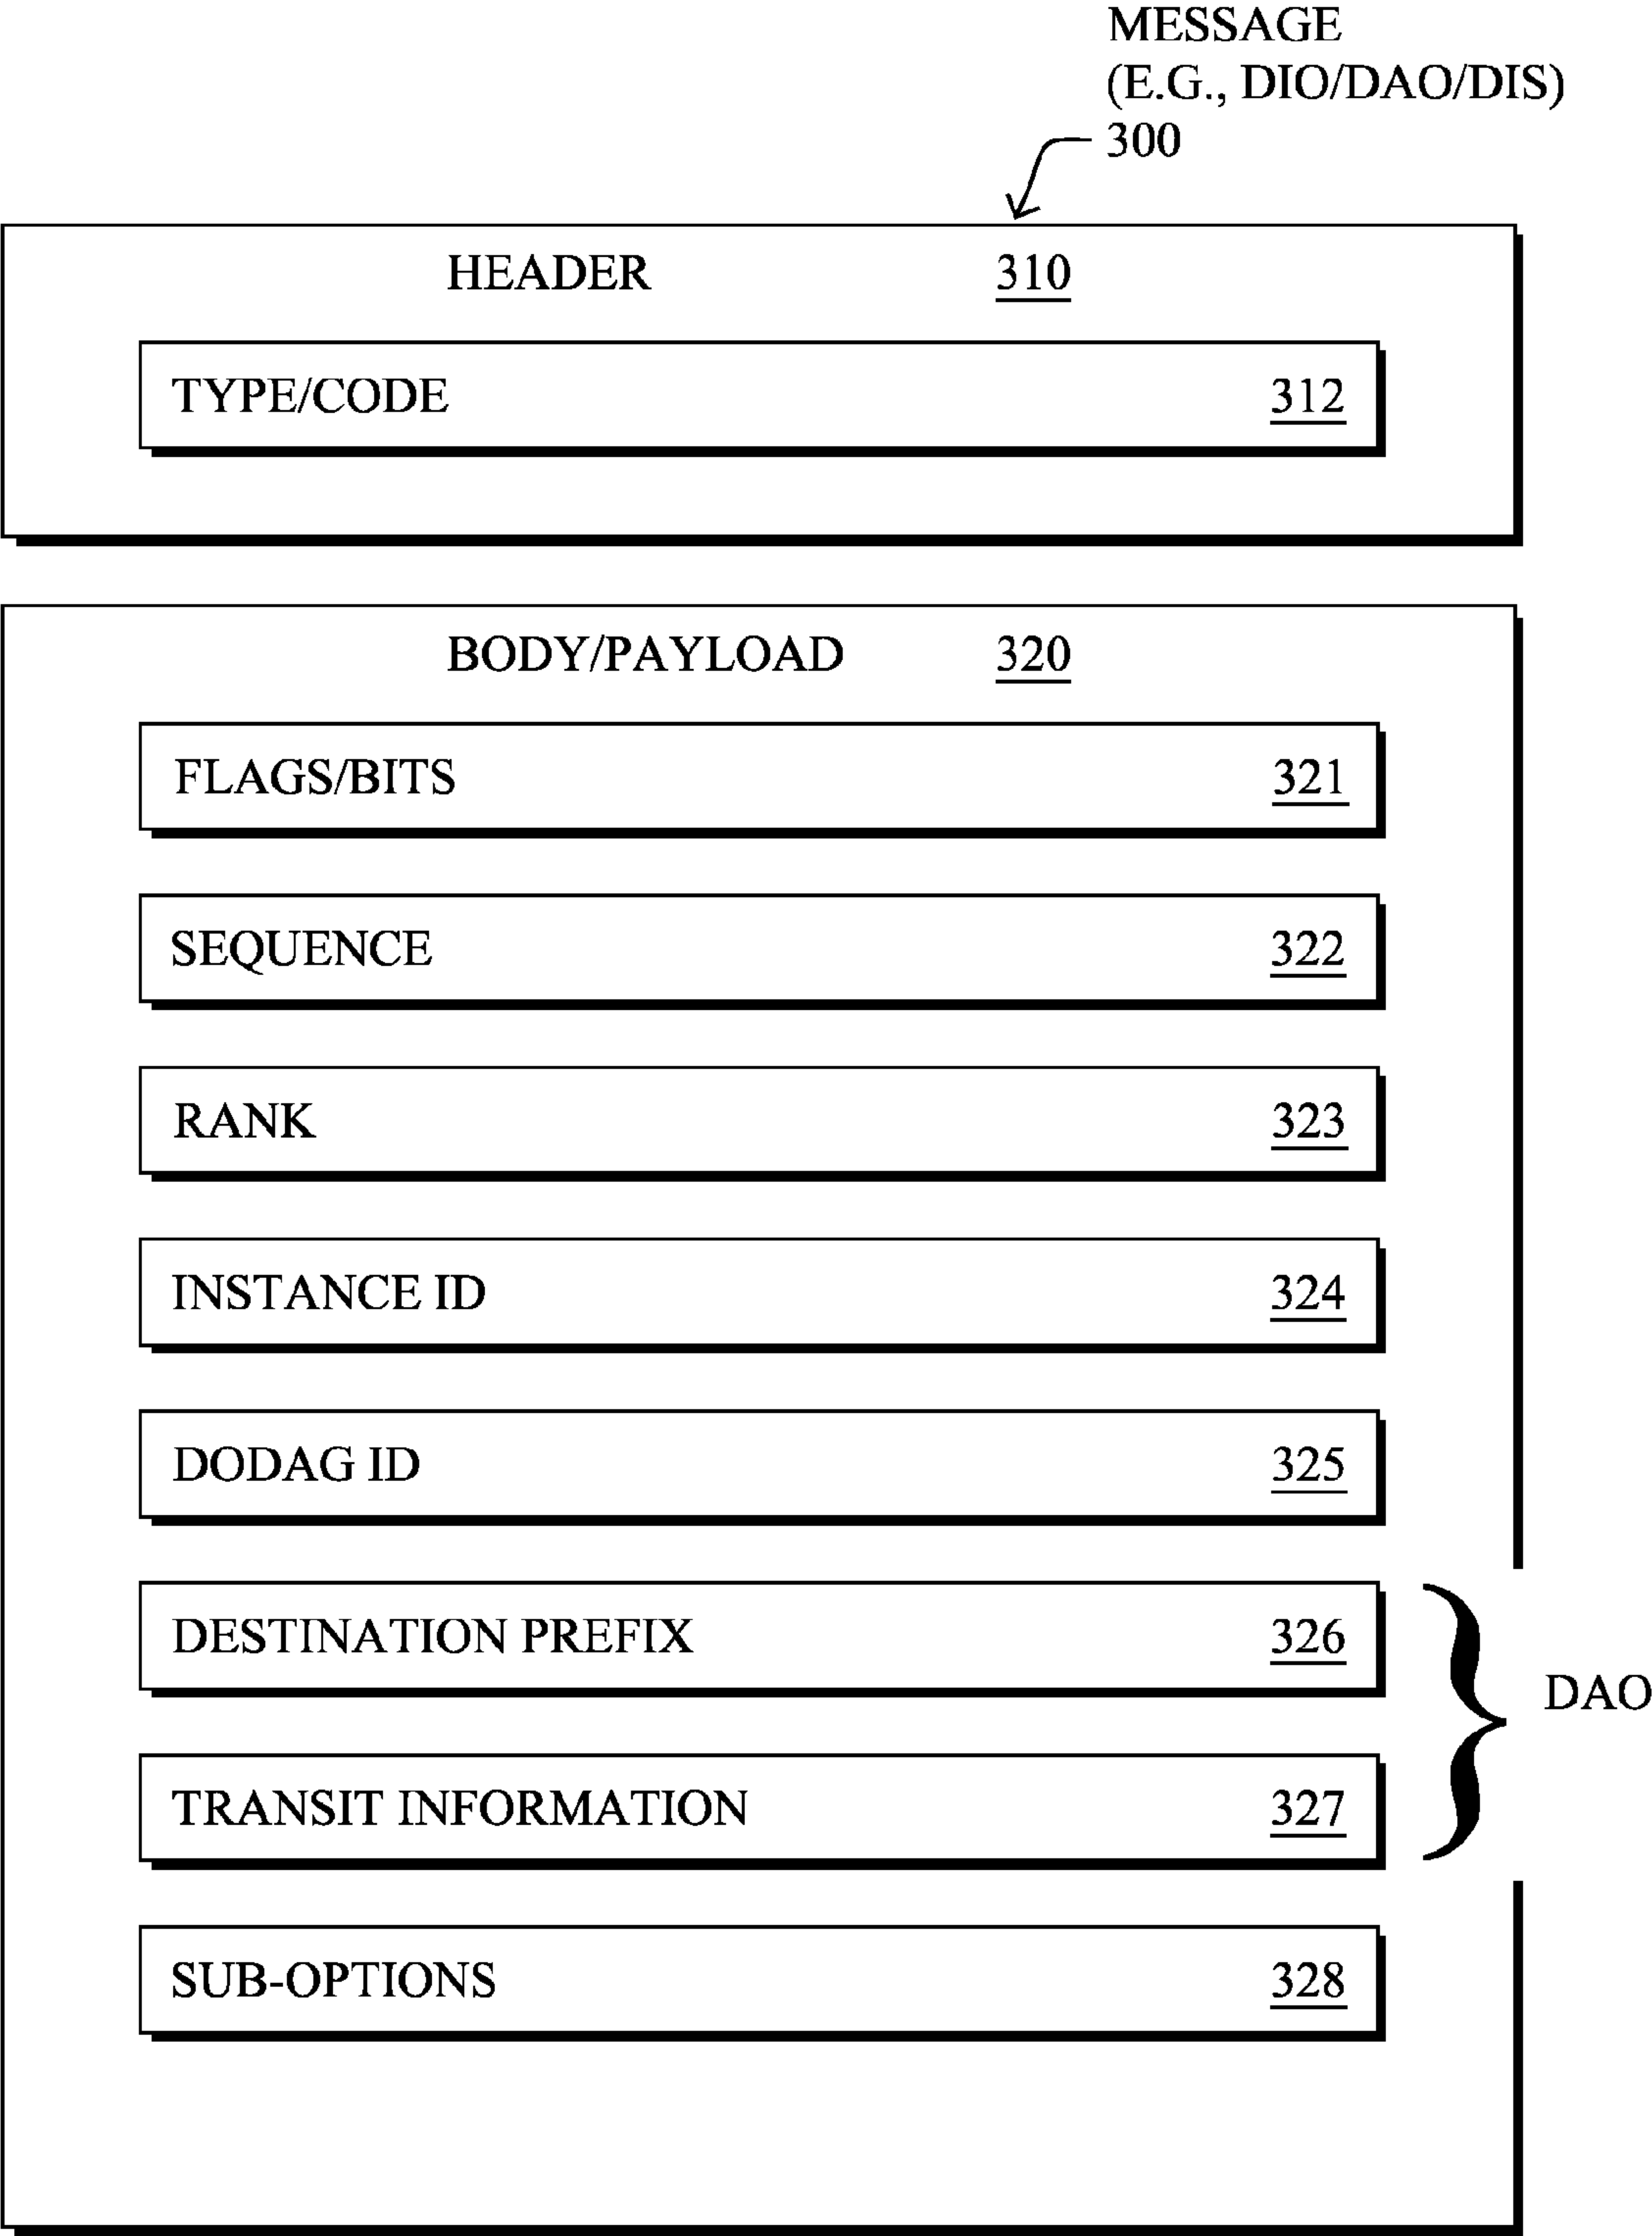 MESSAGE
(E.G., DIO/DAO/DIS)
300
HEADER 310
TYPE/CODE 312
BODY/PAYLOAD 320
FLAGS/BITS 321
SEQUENCE 322
RANK 323
INSTANCE ID 324
DODAG ID 325
DESTINATION PREFIX 326
DAO
TRANSIT INFORMATION 327
SUB-OPTIONS 328